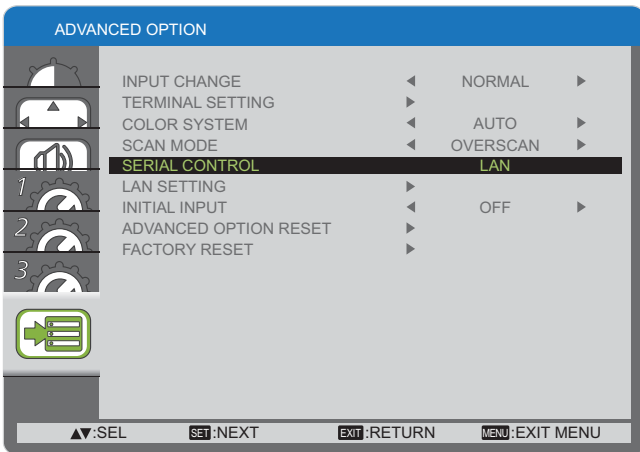 ADVANCED OPTION
INPUT CHANGE NORMAL
TERMINAL SETTING
COLOR SYSTEM AUTO
SCAN MODE OVERSCAN
SERIAL CONTROL LAN
LAN SETTING
INITIAL INPUT OFF
ADVANCED OPTION RESET
FACTORY RESET
1
2
3
▲▼:SEL SET:NEXT EXIT:RETURN MENU:EXIT MENU